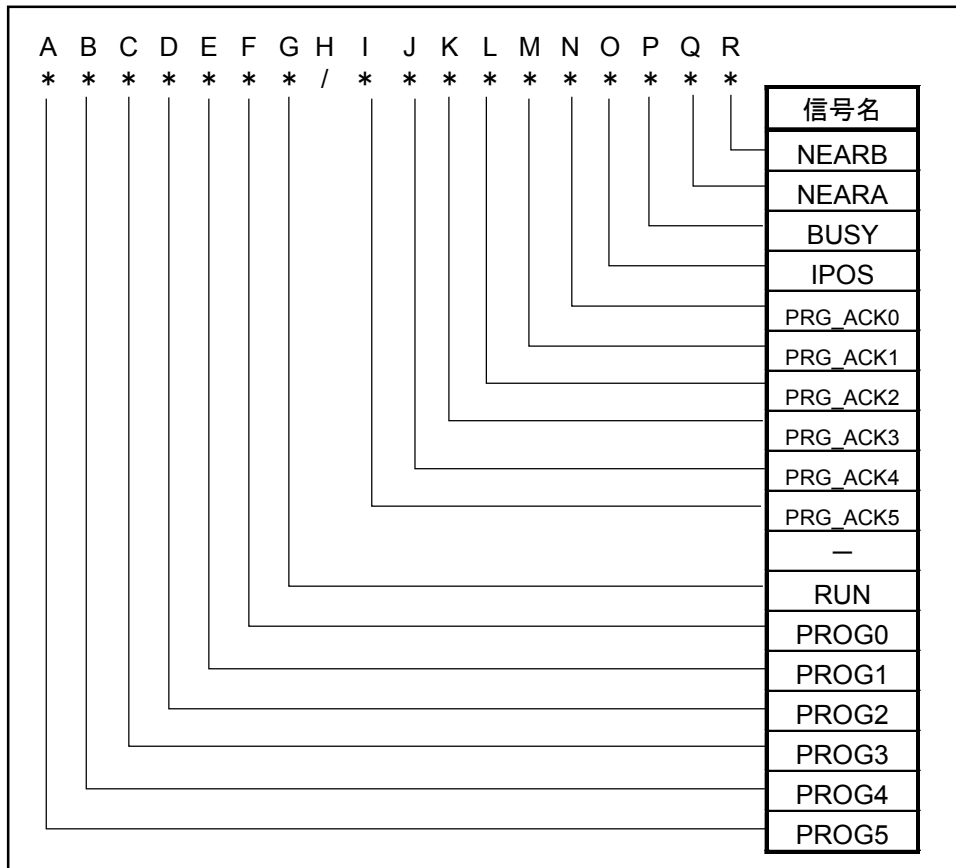 A B C D E F G H I J K L M N O P Q R
* * * * * * * / * * * * * * * * * *
信号名
NEARB
NEARA
BUSY
IPOS
PRG_ACK0
PRG_ACK1
PRG_ACK2
PRG_ACK3
PRG_ACK4
PRG_ACK5
－
RUN
PROG0
PROG1
PROG2
PROG3
PROG4
PROG5